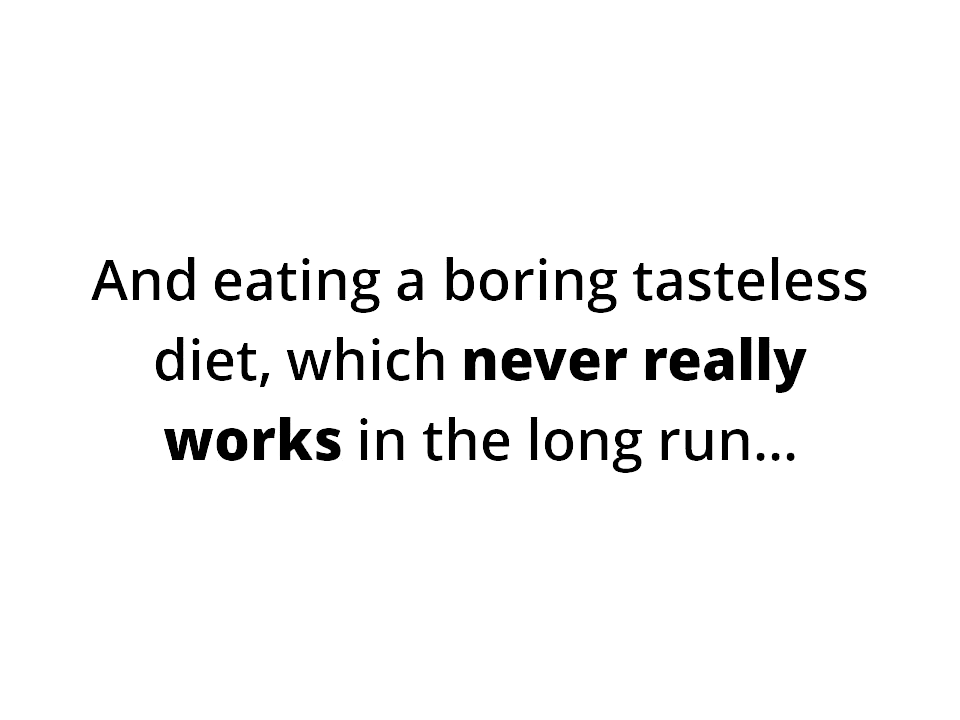 And eating a boring tasteless
diet, which never really
works in the long run...